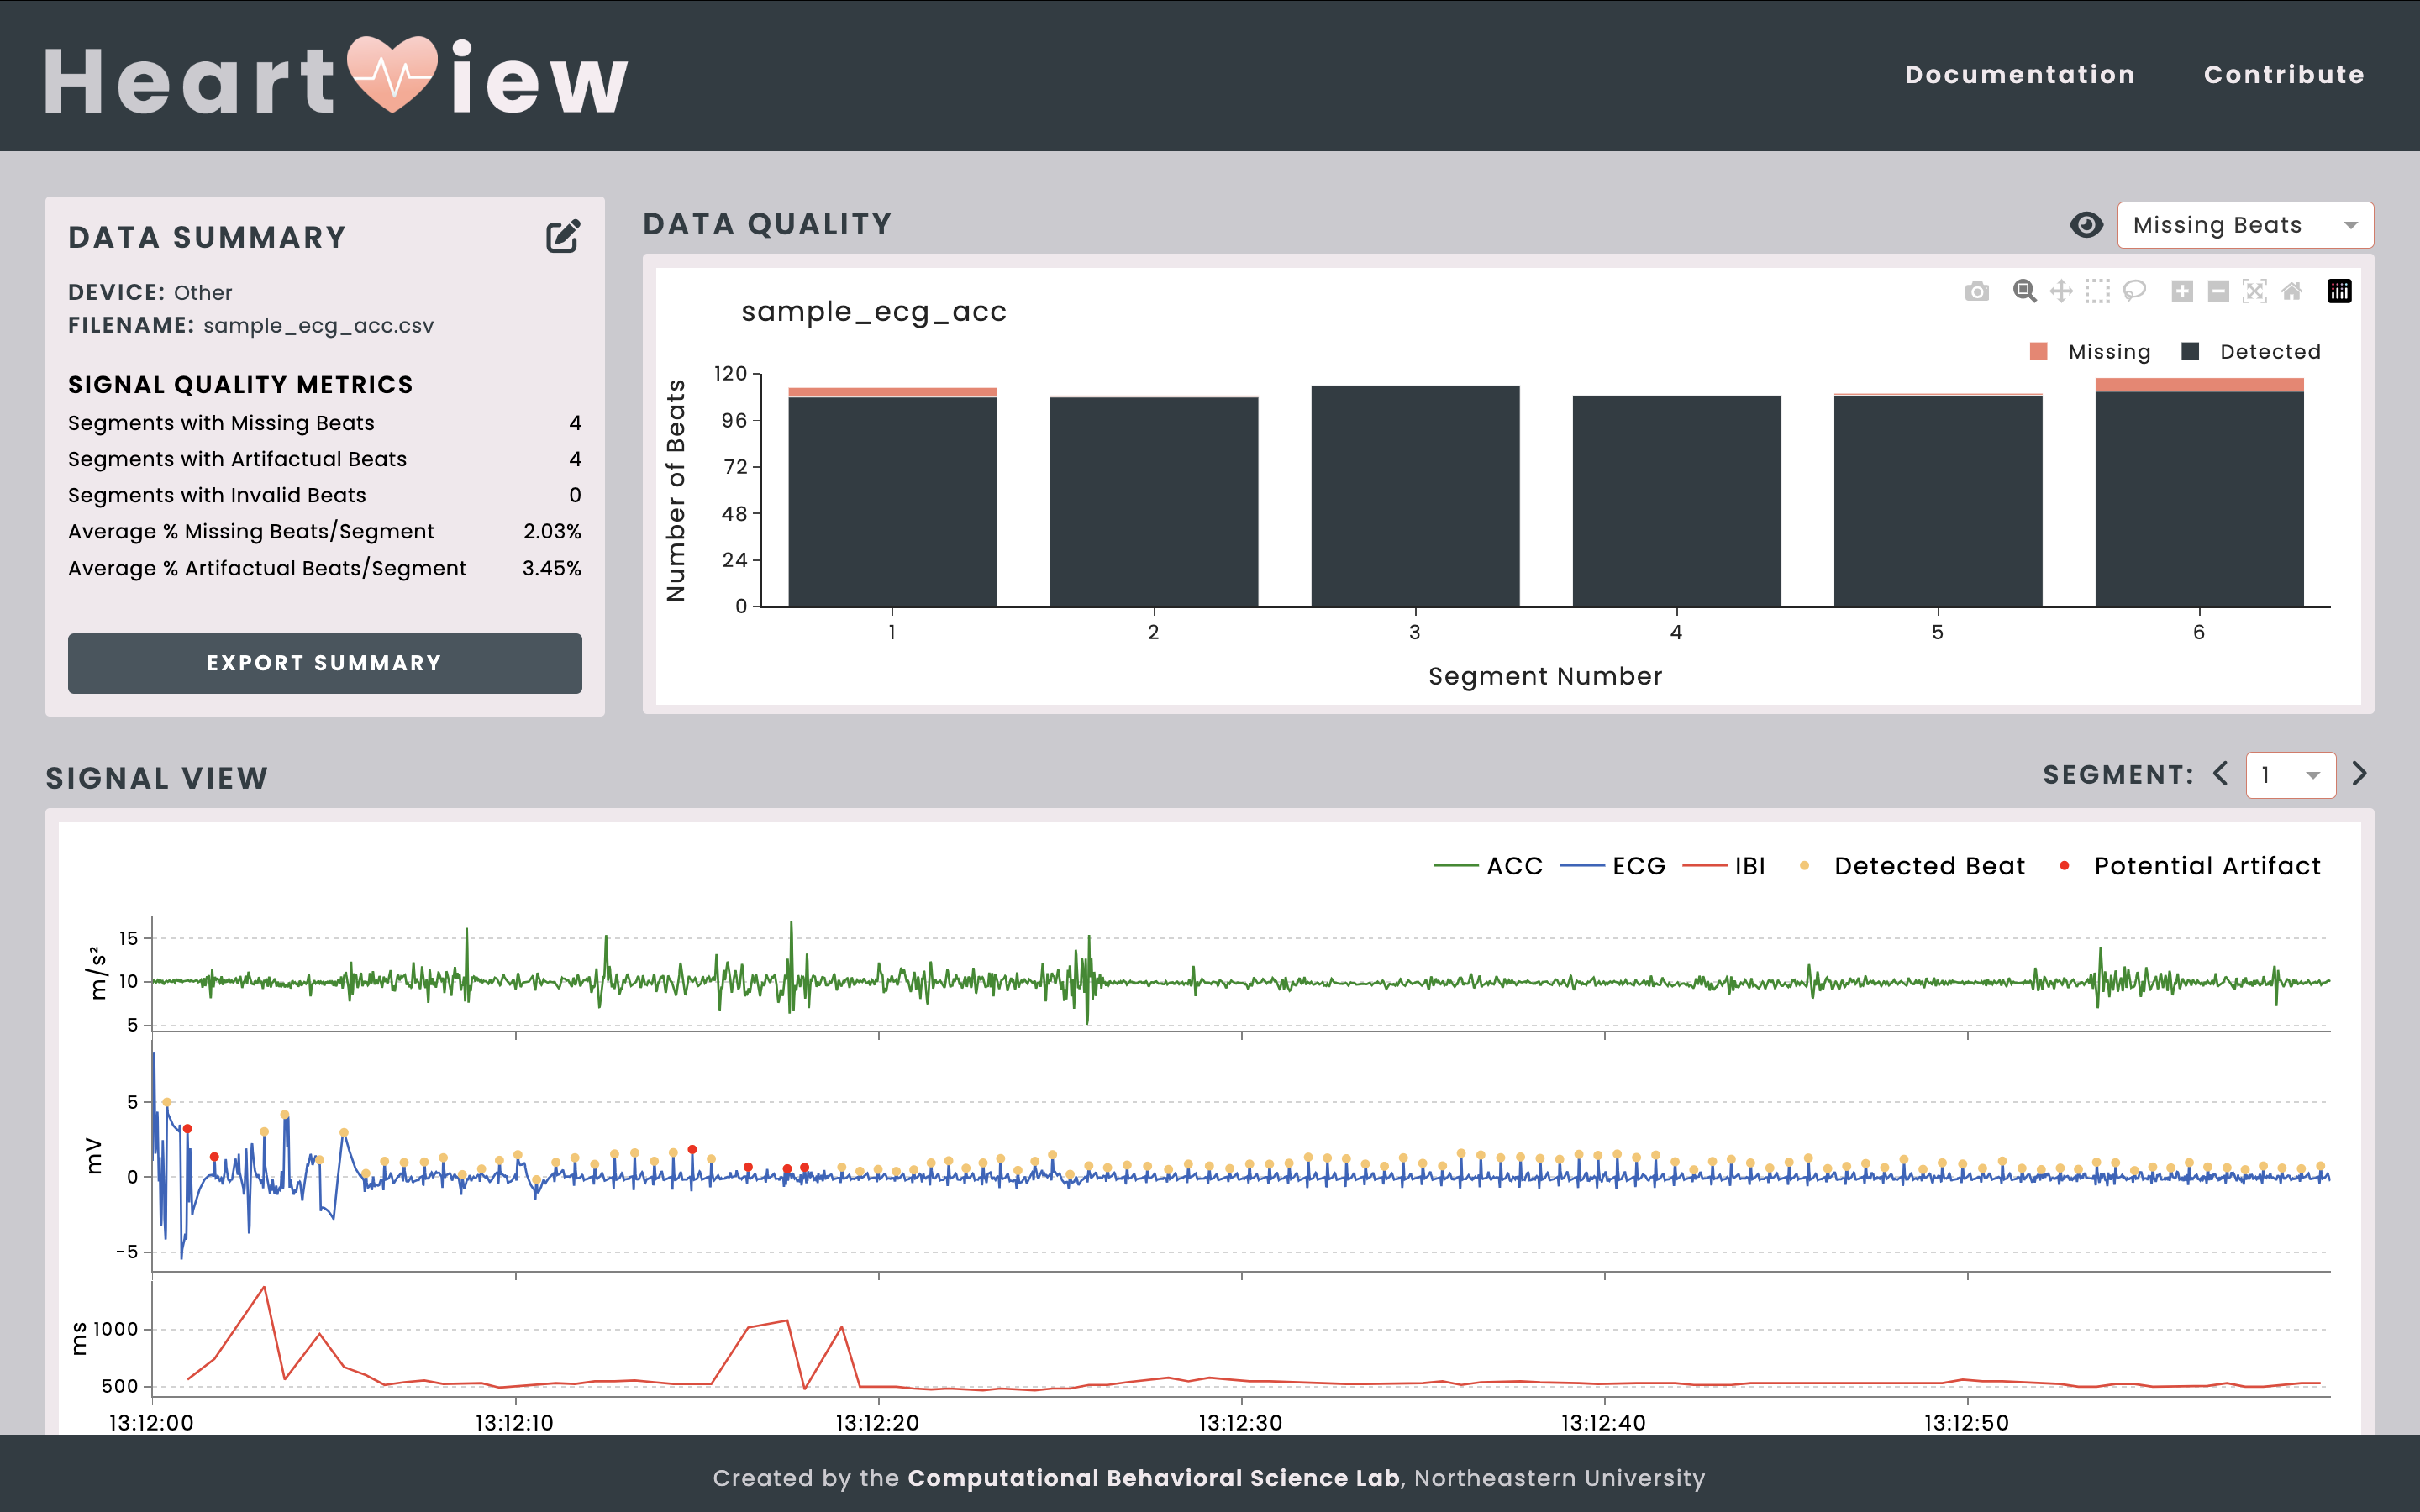 Heart iew
Documentation Contribute
DATA SUMMARY
DEVICE: Other
FILENAME: sample_ecg_acc.csv
SIGNAL QUALITY METRICS
Segments with Missing Beats 4
Segments with Artifactual Beats 4
Segments with Invalid Beats 0
Average % Missing Beats/Segment 2.03%
Average % Artifactual Beats/Segment 3.45%
EXPORT SUMMARY
DATA QUALITY
Missing Beats
sample_ecg_acc
Missing Detected
Number of Beats
120
96
72
48
24
0
1 2 3 4 5 6
Segment Number
SIGNAL VIEW
SEGMENT: 1
ACC ECG IBI Detected Beat Potential Artifact
m/s²
15
10
5
mV
5
0
−5
ms
1000
500
13:12:00 13:12:10 13:12:20 13:12:30 13:12:40 13:12:50
Created by the Computational Behavioral Science Lab, Northeastern University